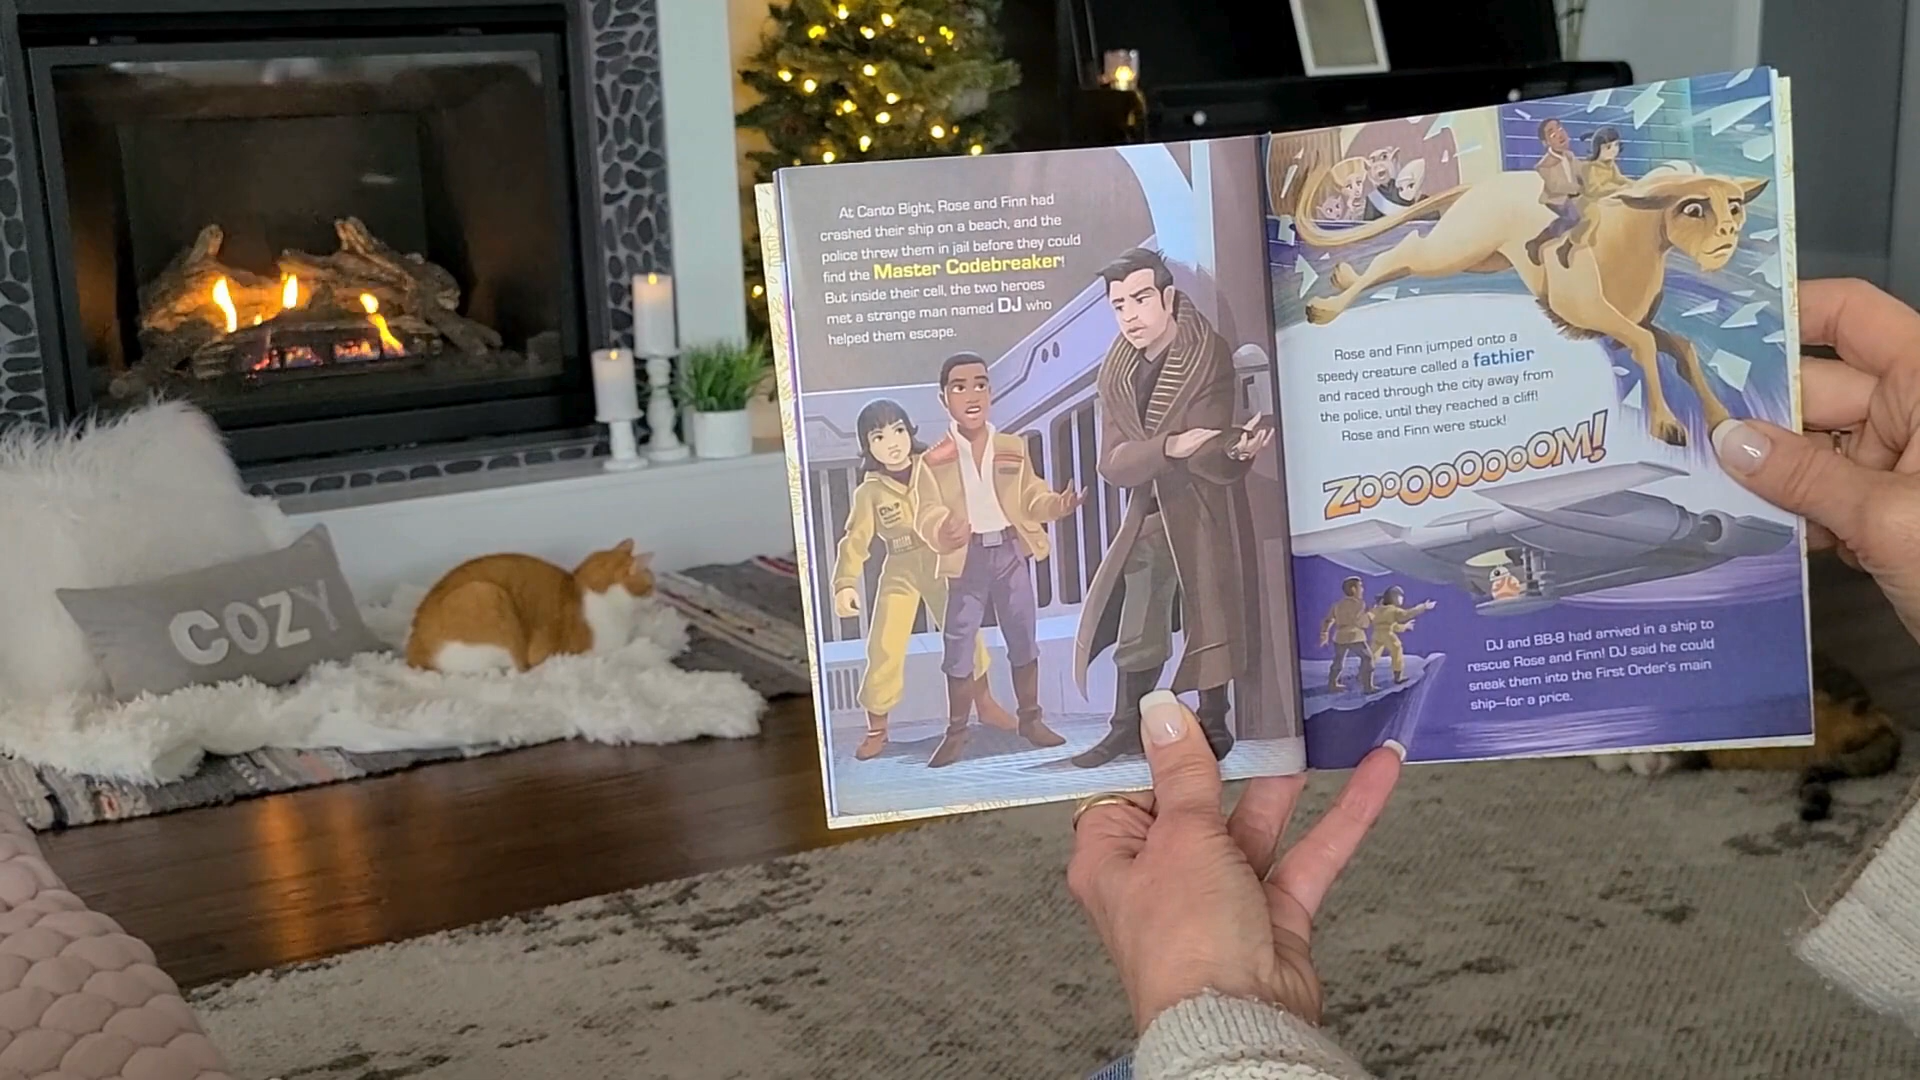 COZY
At Canto Bight, Rose and Finn had
crashed their ship on a beach, and the
police threw them in jail before they could
find the Master Codebreaker!
But inside their cell, the two heroes
met a strange man named DJ who
helped them escape.
Rose and Finn jumped onto a
speedy creature called a fathier
and raced through the city away from
the police, until they reached a cliff!
Rose and Finn were stuck!
ZOOOOOOOOM!
DJ and BB-8 had arrived in a ship to
rescue Rose and Finn! DJ said he could
sneak them into the First Order's main
ship—for a price.